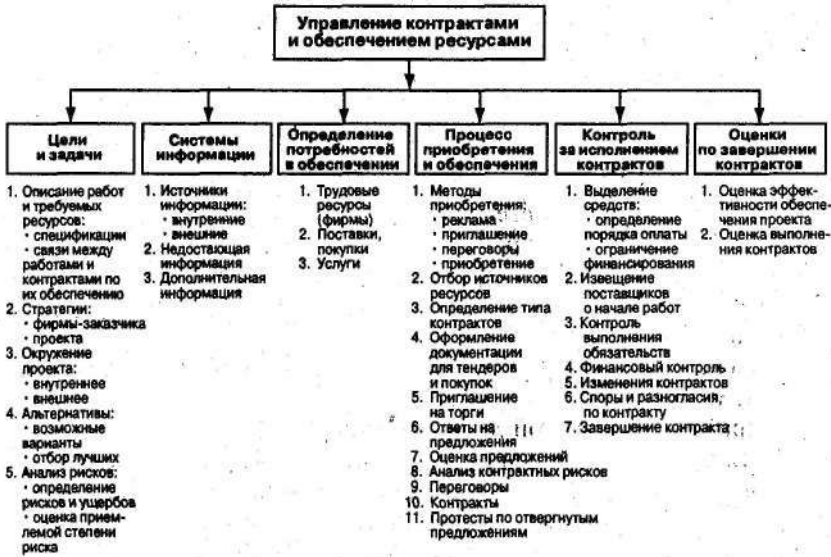 Управление контрактами
и обеспечением ресурсами
Цели
и задачи
1. Описание работ
и требуемых
ресурсов:
· спецификации
· связи между
работами и
контрактами по
их обеспечению
2. Стратегии:
· фирмы-заказчика
· проекта
3. Окружение
проекта:
· внутреннее
· внешнее
4. Альтернативы:
· возможные
варианты
· отбор лучших
5. Анализ рисков:
· определение
рисков и ущербов
· оценка прием-
лемой степени
риска
Системы
информации
1. Источники
информации:
· внутренние
· внешние
2. Недостающая
информация
3. Дополнительная
информация
Определение
потребностей
в обеспечении
1. Трудовые
ресурсы
(фирмы)
2. Поставки,
покупки
3. Услуги
Процесс
приобретения
и обеспечения
1. Методы
приобретения:
· реклама
· приглашение
· переговоры
· приобретение
2. Отбор источников
ресурсов
3. Определение типа
контрактов
4. Оформление
документации
для тендеров
и покупок
5. Приглашение
на торги
6. Ответы на
предложения
7. Оценка предложений
8. Анализ контрактных рисков
9. Переговоры
10. Контракты
11. Протесты по отвергнутым
предложениям
Контроль
за исполнением
контрактов
1. Выделение
средств:
· определение
порядка оплаты
· ограничение
финансирования
2. Извещение
поставщиков
о начале работ
3. Контроль
выполнения
обязательств
4. Финансовый контроль
5. Изменения контрактов
6. Споры и разногласия
по контракту
7. Завершение контракта
Оценки
по завершении
контрактов
1. Оценка эффек-
тивности обеспе-
чения проекта
2. Оценка выполне-
ния контрактов